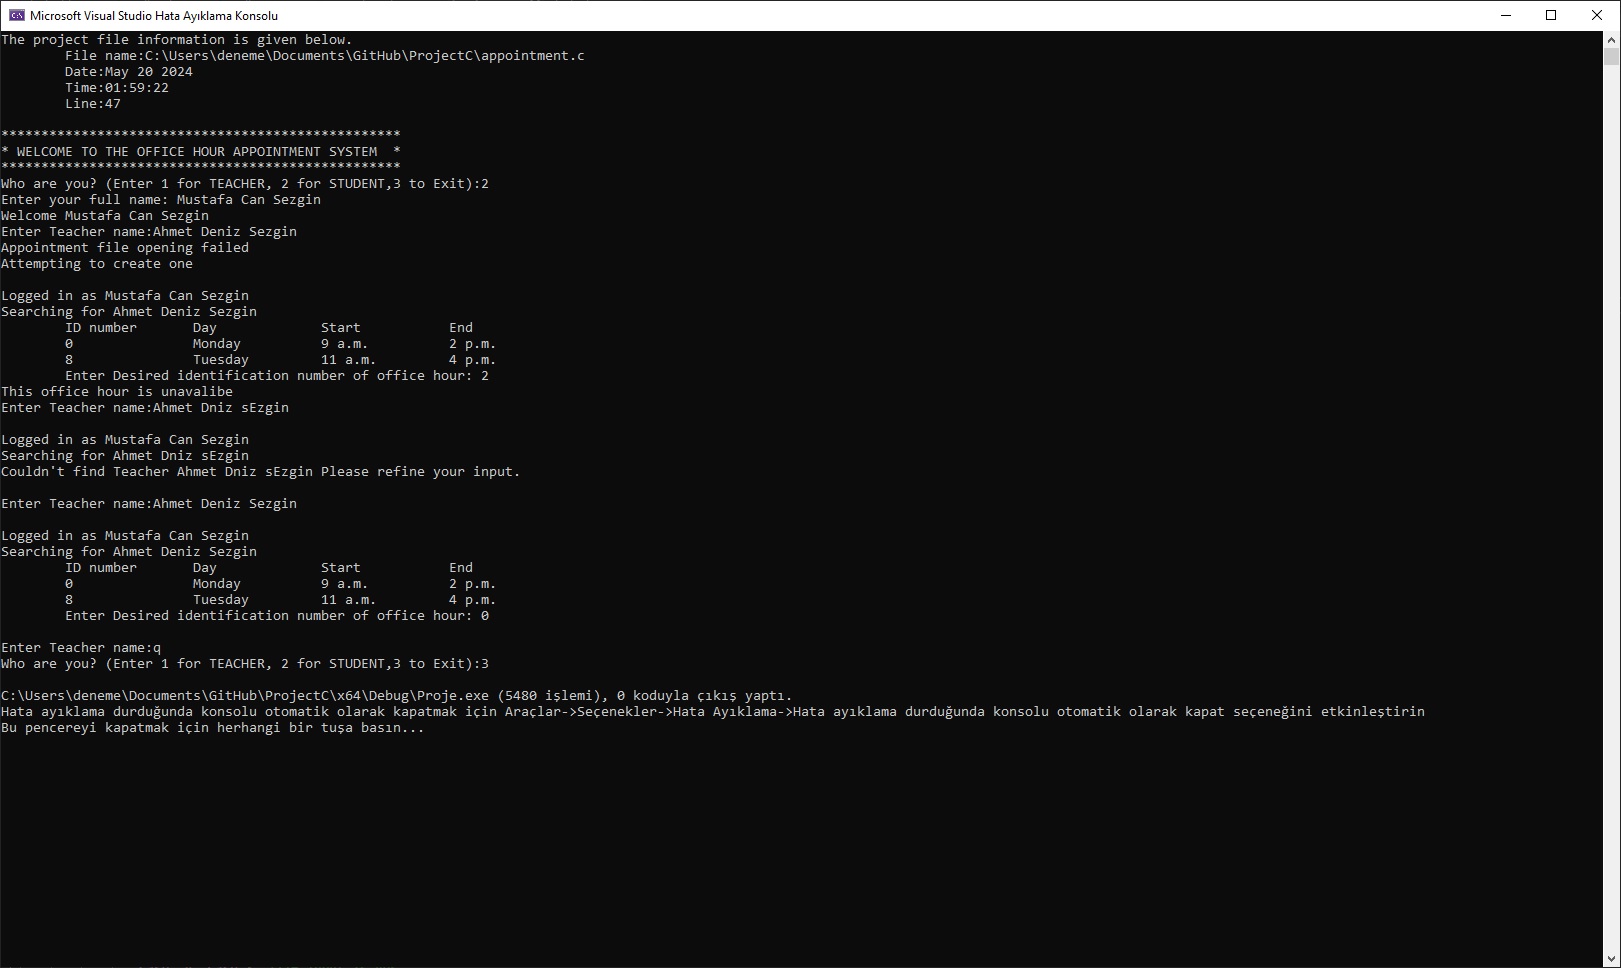 Microsoft Visual Studio Hata Ayıklama Konsolu
The project file information is given below.
        File name:C:\Users\deneme\Documents\GitHub\ProjectC\appointment.c
        Date:May 20 2024
        Time:01:59:22
        Line:47

**************************************************
* WELCOME TO THE OFFICE HOUR APPOINTMENT SYSTEM  *
**************************************************
Who are you? (Enter 1 for TEACHER, 2 for STUDENT,3 to Exit):2
Enter your full name: Mustafa Can Sezgin
Welcome Mustafa Can Sezgin
Enter Teacher name:Ahmet Deniz Sezgin
Appointment file opening failed
Attempting to create one

Logged in as Mustafa Can Sezgin
Searching for Ahmet Deniz Sezgin
        ID number       Day             Start           End
        0               Monday          9 a.m.          2 p.m.
        8               Tuesday         11 a.m.         4 p.m.
        Enter Desired identification number of office hour: 2
This office hour is unavalibe
Enter Teacher name:Ahmet Dniz sEzgin

Logged in as Mustafa Can Sezgin
Searching for Ahmet Dniz sEzgin
Couldn't find Teacher Ahmet Dniz sEzgin Please refine your input.

Enter Teacher name:Ahmet Deniz Sezgin

Logged in as Mustafa Can Sezgin
Searching for Ahmet Deniz Sezgin
        ID number       Day             Start           End
        0               Monday          9 a.m.          2 p.m.
        8               Tuesday         11 a.m.         4 p.m.
        Enter Desired identification number of office hour: 0

Enter Teacher name:q
Who are you? (Enter 1 for TEACHER, 2 for STUDENT,3 to Exit):3

C:\Users\deneme\Documents\GitHub\ProjectC\x64\Debug\Proje.exe (5480 işlemi), 0 koduyla çıkış yaptı.
Hata ayıklama durduğunda konsolu otomatik olarak kapatmak için Araçlar->Seçenekler->Hata Ayıklama->Hata ayıklama durduğunda konsolu otomatik olarak kapat seçeneğini etkinleştirin
Bu pencereyi kapatmak için herhangi bir tuşa basın...